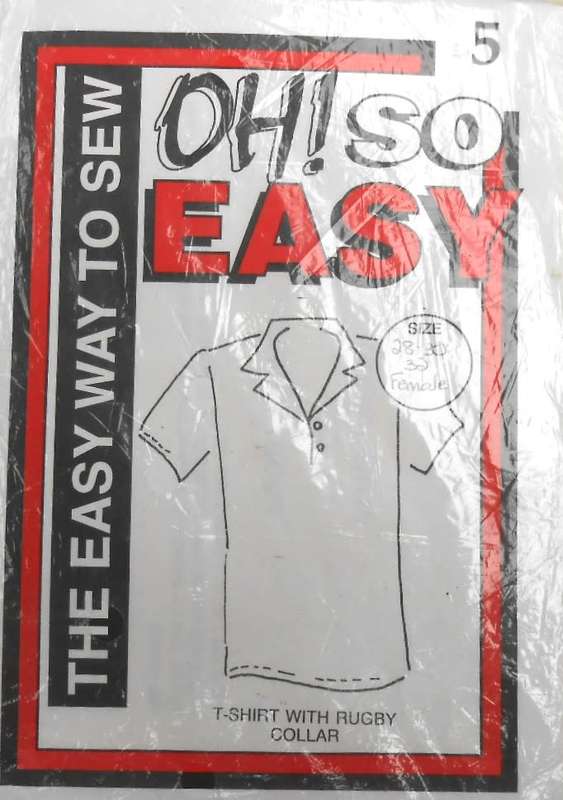 5
OH! SO
EASY
THE EASY WAY TO SEW
SIZE
28-30
32
Female
T-SHIRT WITH RUGBY
COLLAR